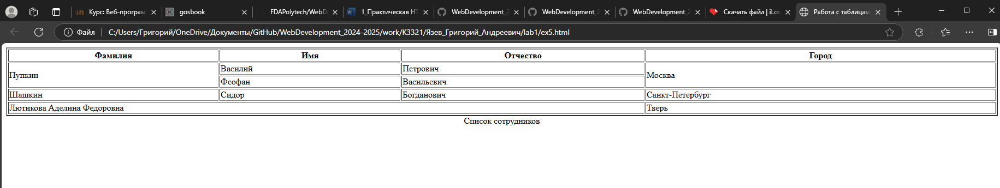 Курс: Веб-програм
gosbook
FDAPolytech/WebD
1_Практическая HT
WebDevelopment_2
WebDevelopment_2
WebDevelopment_2
Скачать файл | iLov
Работа с таблицам
Файл
C:/Users/Григорий/OneDrive/Документы/GitHub/WebDevelopment_2024-2025/work/K3321/Язев_Григорий_Андреевич/lab1/ex5.html
Фамилия Имя Отчество Город
Пупкин Василий Петрович Москва
Феофан Васильевич
Шашкин Сидор Богданович Санкт-Петербург
Лютикова Аделина Федоровна Тверь
Список сотрудников